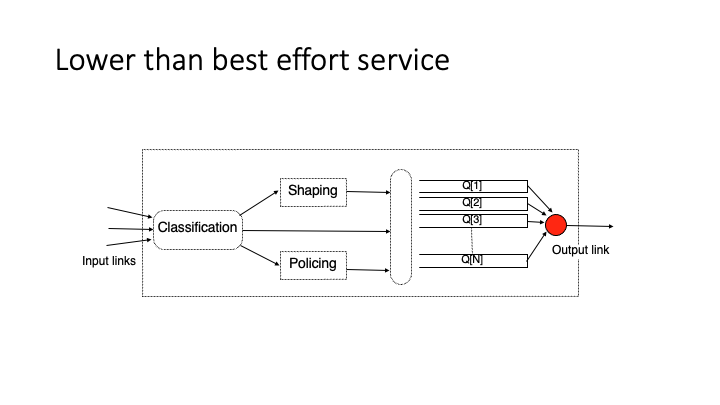 Lower than best effort service
Shaping
Q[1]
Q[2]
Q[3]
Classification
Input links
Policing
Q[N]
Output link